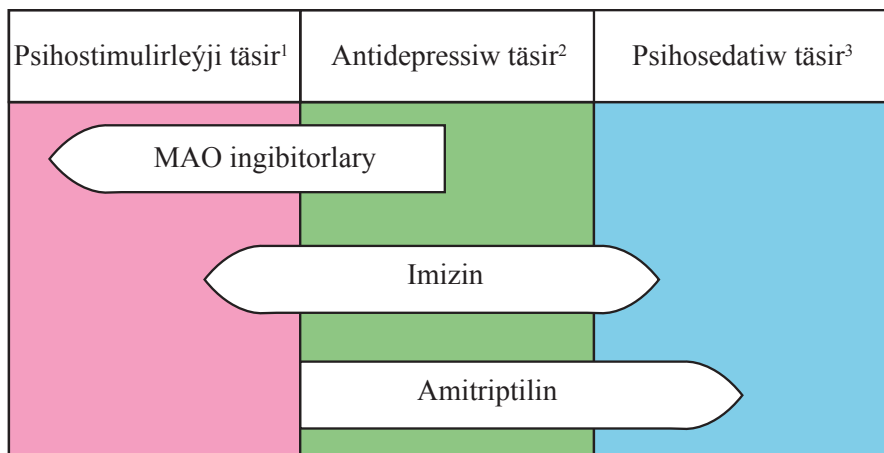 Psihostimulirleýji täsir¹
Antidepressiw täsir²
Psihosedatiw täsir³
MAO ingibitorlary
Imizin
Amitriptilin